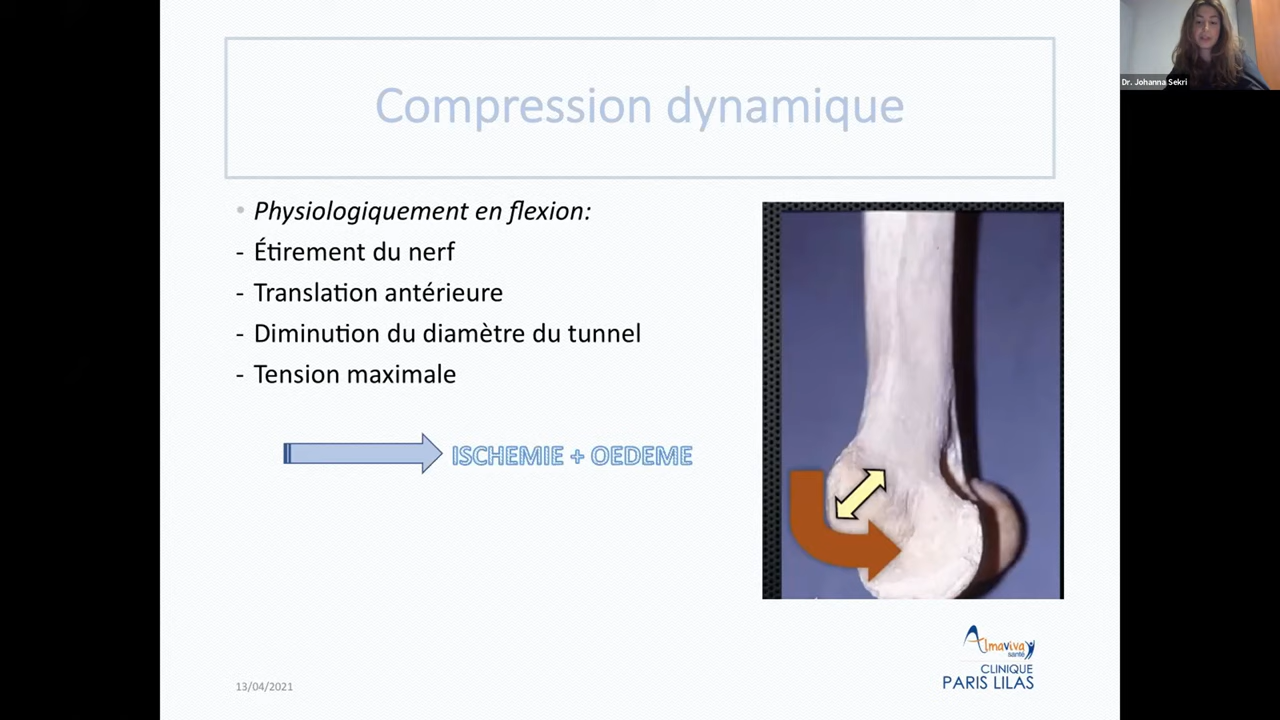 Compression dynamique
• Physiologiquement en flexion:
- Étirement du nerf
- Translation antérieure
- Diminution du diamètre du tunnel
- Tension maximale
ISCHEMIE + OEDEME
13/04/2021
Almaviva
santé
CLINIQUE
PARIS LILAS
Dr. Johanna Sekri